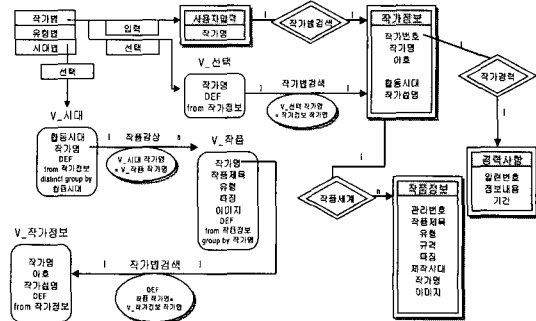 작가별
유형별
시대별
입력
선택
선택
사용자입력
작가명
작가별검색
l
l
작가정보
작가번호
작가명
아호
활동시대
작가설명
l
작가경력
l
경력사항
일련번호
정보내용
기간
V_선택
작가명
DEF
from 작가정보
l
작가별검색
l
V_선택 작가명
= 작가정보 작가명
V_시대
활동시대
작가명
DEF
from 작가정보
distinct group by
활동시대
l
작품감상
n
V_시대 작가명
= V_작품 작가명
V_작품
작가명
작품제목
유형
특징
이미지
DEF
from 작품정보
group by 작가명
l
작품세계
n
작품정보
관리번호
작품제목
유형
규격
특징
제작시대
작가명
이미지
V_작가정보
작가명
아호
작가설명
DEF
from 작가정보
l
작가별검색
l
DEF
작품 작가명=
V_작가정보 작가명